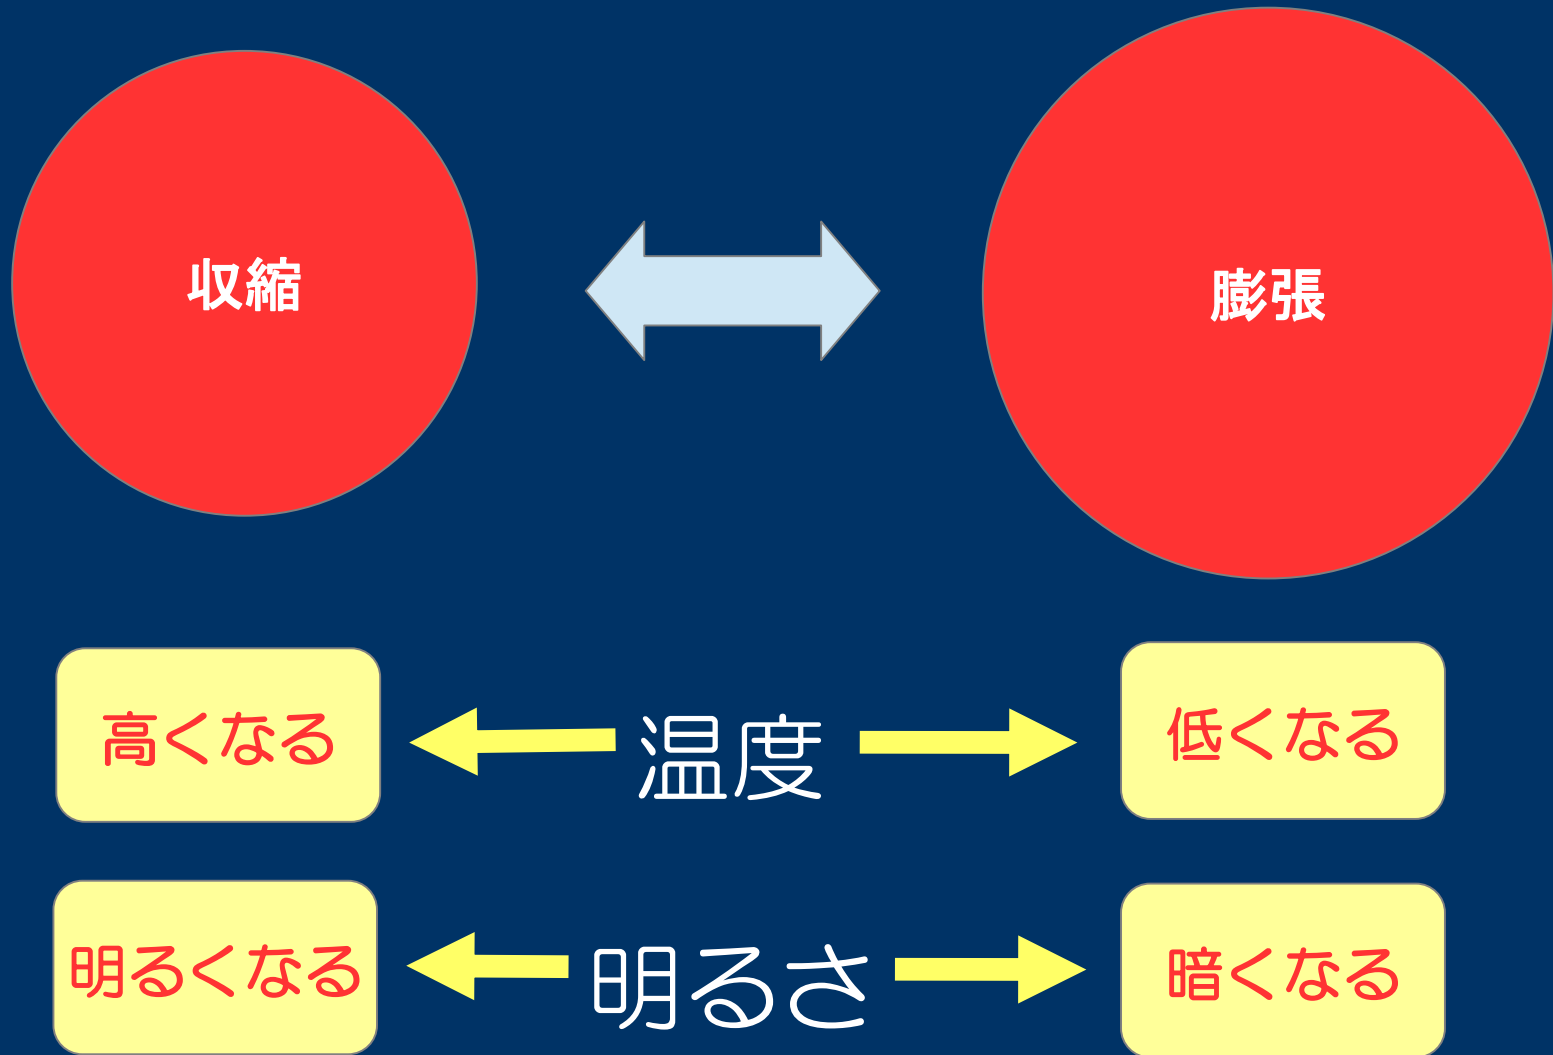 収縮
膨張
高くなる
温度
低くなる
明るくなる
明るさ
暗くなる